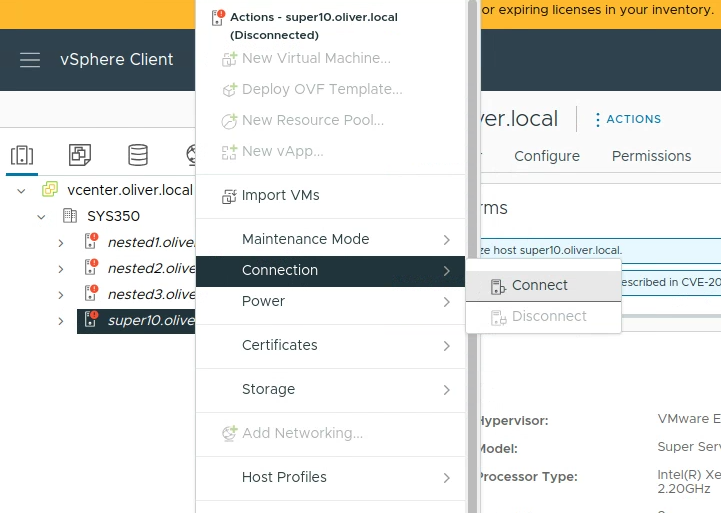 or expiring licenses in your inventory.
vSphere Client
Actions - super10.oliver.local
(Disconnected)
New Virtual Machine...
Deploy OVF Template...
New Resource Pool...
New vApp...
Import VMs
Maintenance Mode
Connection
Power
Certificates
Storage
Add Networking...
Host Profiles
Connect
Disconnect
vcenter.oliver.local
SYS350
nested1.olive
nested2.olive
nested3.olive
super10.olive
ver.local
ACTIONS
Configure
Permissions
rms
ze host super10.oliver.local.
escribed in CVE-20
Hypervisor:
VMware E
Model:
Super Serv
Processor Type:
Intel(R) Xe
2.20GHz